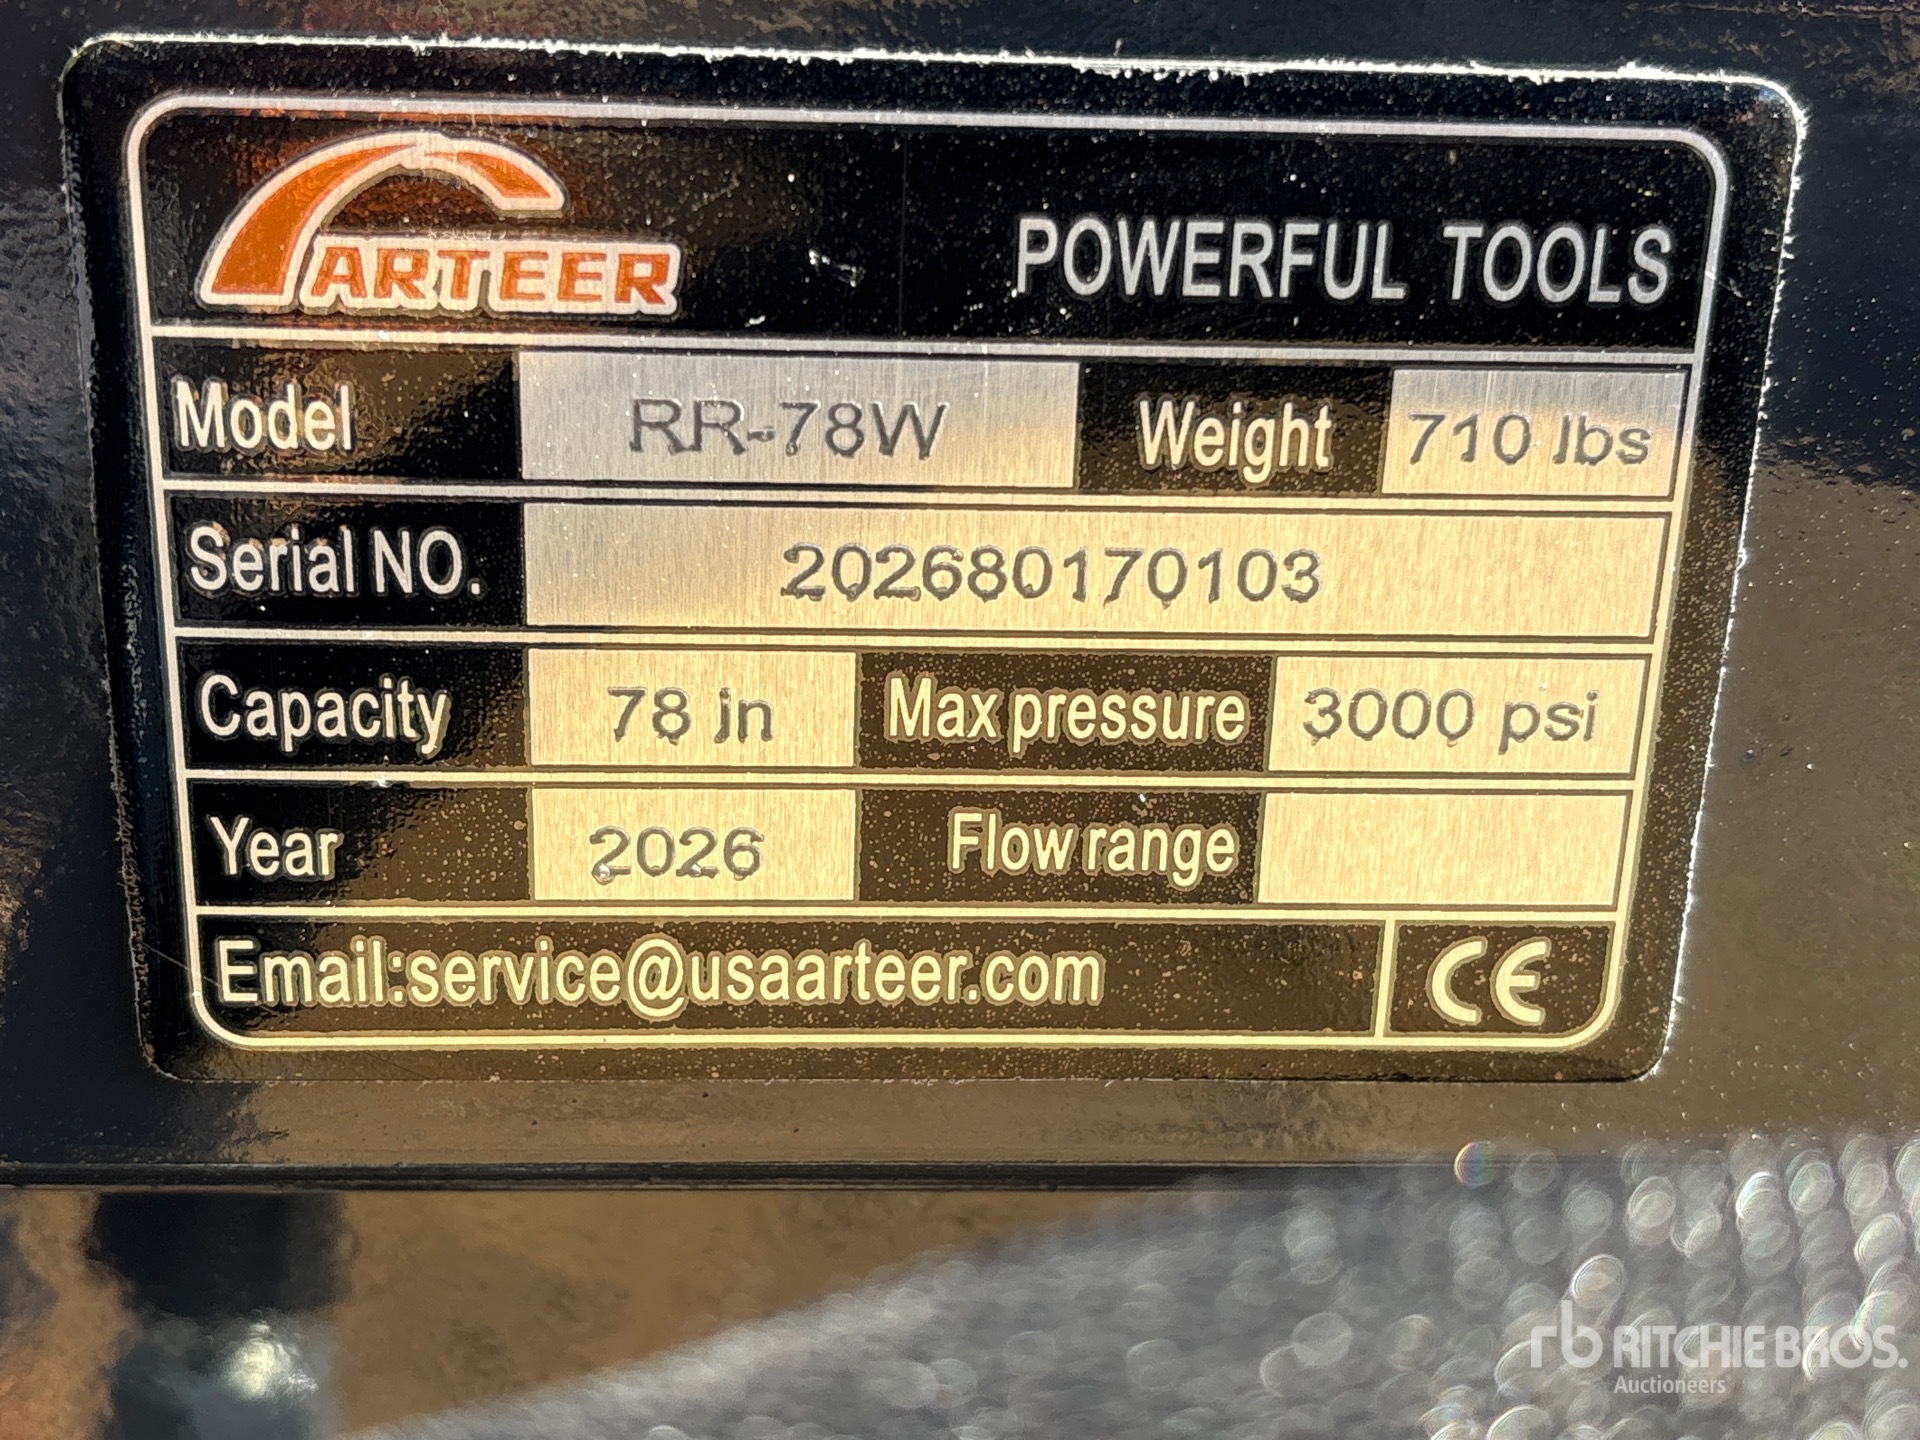 ARTEER POWERFUL TOOLS
Model RR-78W Weight 710 lbs
Serial NO. 202680170103
Capacity 78 in Max pressure 3000 psi
Year 2026 Flow range
Email:service@usaarteer.com CE
rb RITCHIE BROS.
Auctioneers